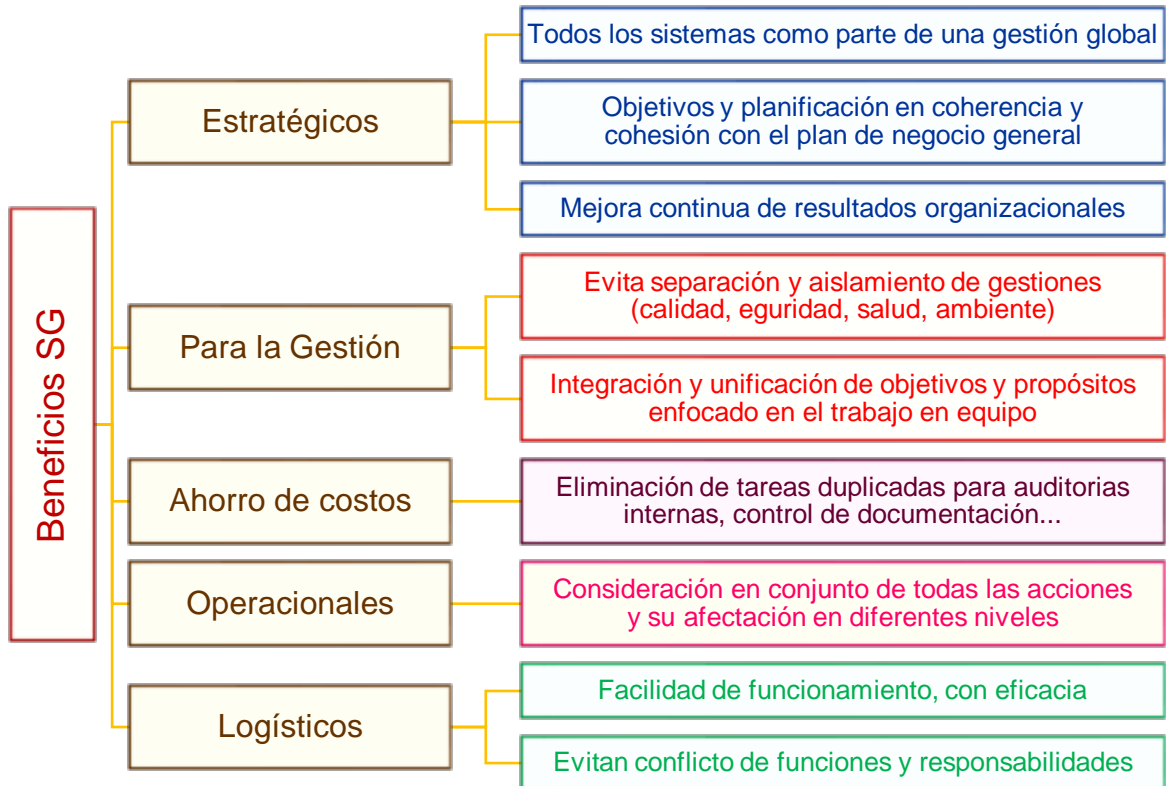 Beneficios SG
Estratégicos
Todos los sistemas como parte de una gestión global
Objetivos y planificación en coherencia y
cohesión con el plan de negocio general
Mejora continua de resultados organizacionales
Para la Gestión
Evita separación y aislamiento de gestiones
(calidad, eguridad, salud, ambiente)
Integración y unificación de objetivos y propósitos
enfocado en el trabajo en equipo
Ahorro de costos
Eliminación de tareas duplicadas para auditorias
internas, control de documentación...
Operacionales
Consideración en conjunto de todas las acciones
y su afectación en diferentes niveles
Logísticos
Facilidad de funcionamiento, con eficacia
Evitan conflicto de funciones y responsabilidades